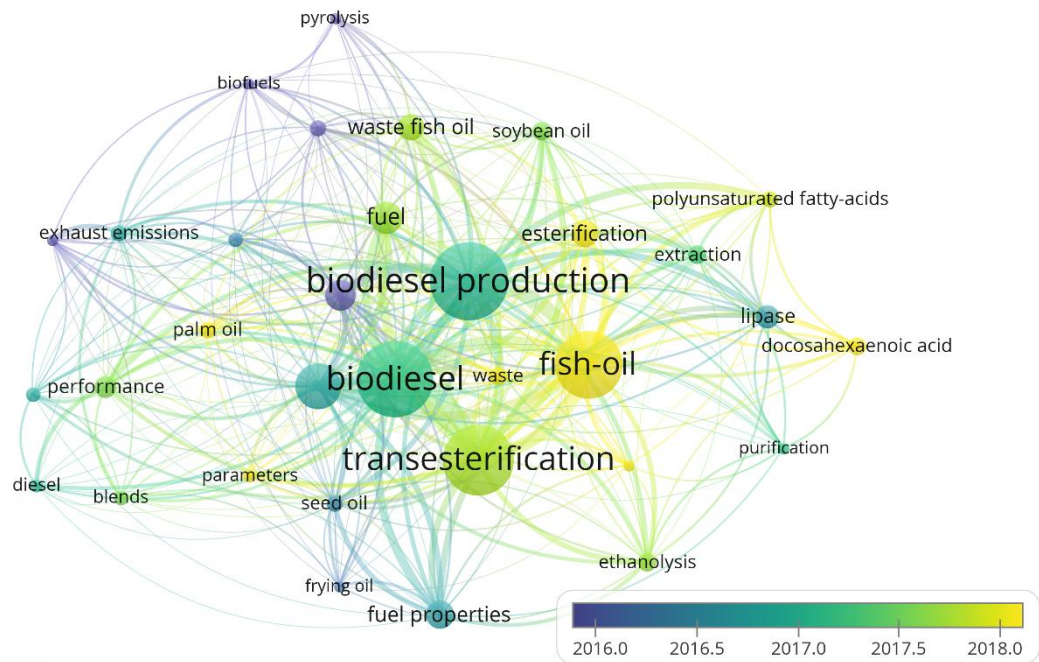 pyrolysis
biofuels
waste fish oil
soybean oil
polyunsaturated fatty-acids
fuel
exhaust emissions
esterification
extraction
biodiesel production
lipase
palm oil
docosahexaenoic acid
fish-oil
biodiesel
waste
performance
purification
transesterification
parameters
diesel
blends
seed oil
ethanolysis
frying oil
fuel properties
2016.0 2016.5 2017.0 2017.5 2018.0